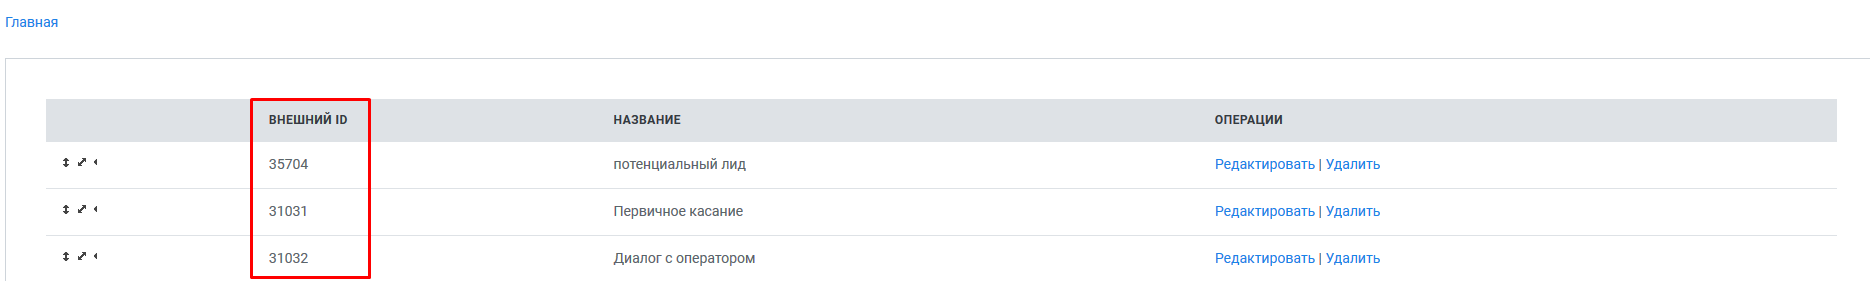 Главная
ВНЕШНИЙ ID НАЗВАНИЕ ОПЕРАЦИИ
35704 потенциальный лид Редактировать | Удалить
31031 Первичное касание Редактировать | Удалить
31032 Диалог с оператором Редактировать | Удалить